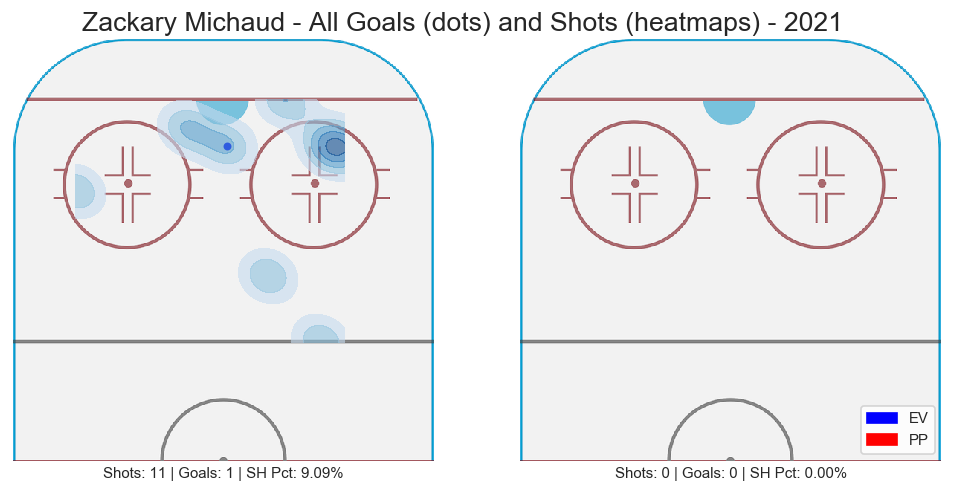 Zackary Michaud - All Goals (dots) and Shots (heatmaps) - 2021
EV
PP
Shots: 11 | Goals: 1 | SH Pct: 9.09%
Shots: 0 | Goals: 0 | SH Pct: 0.00%